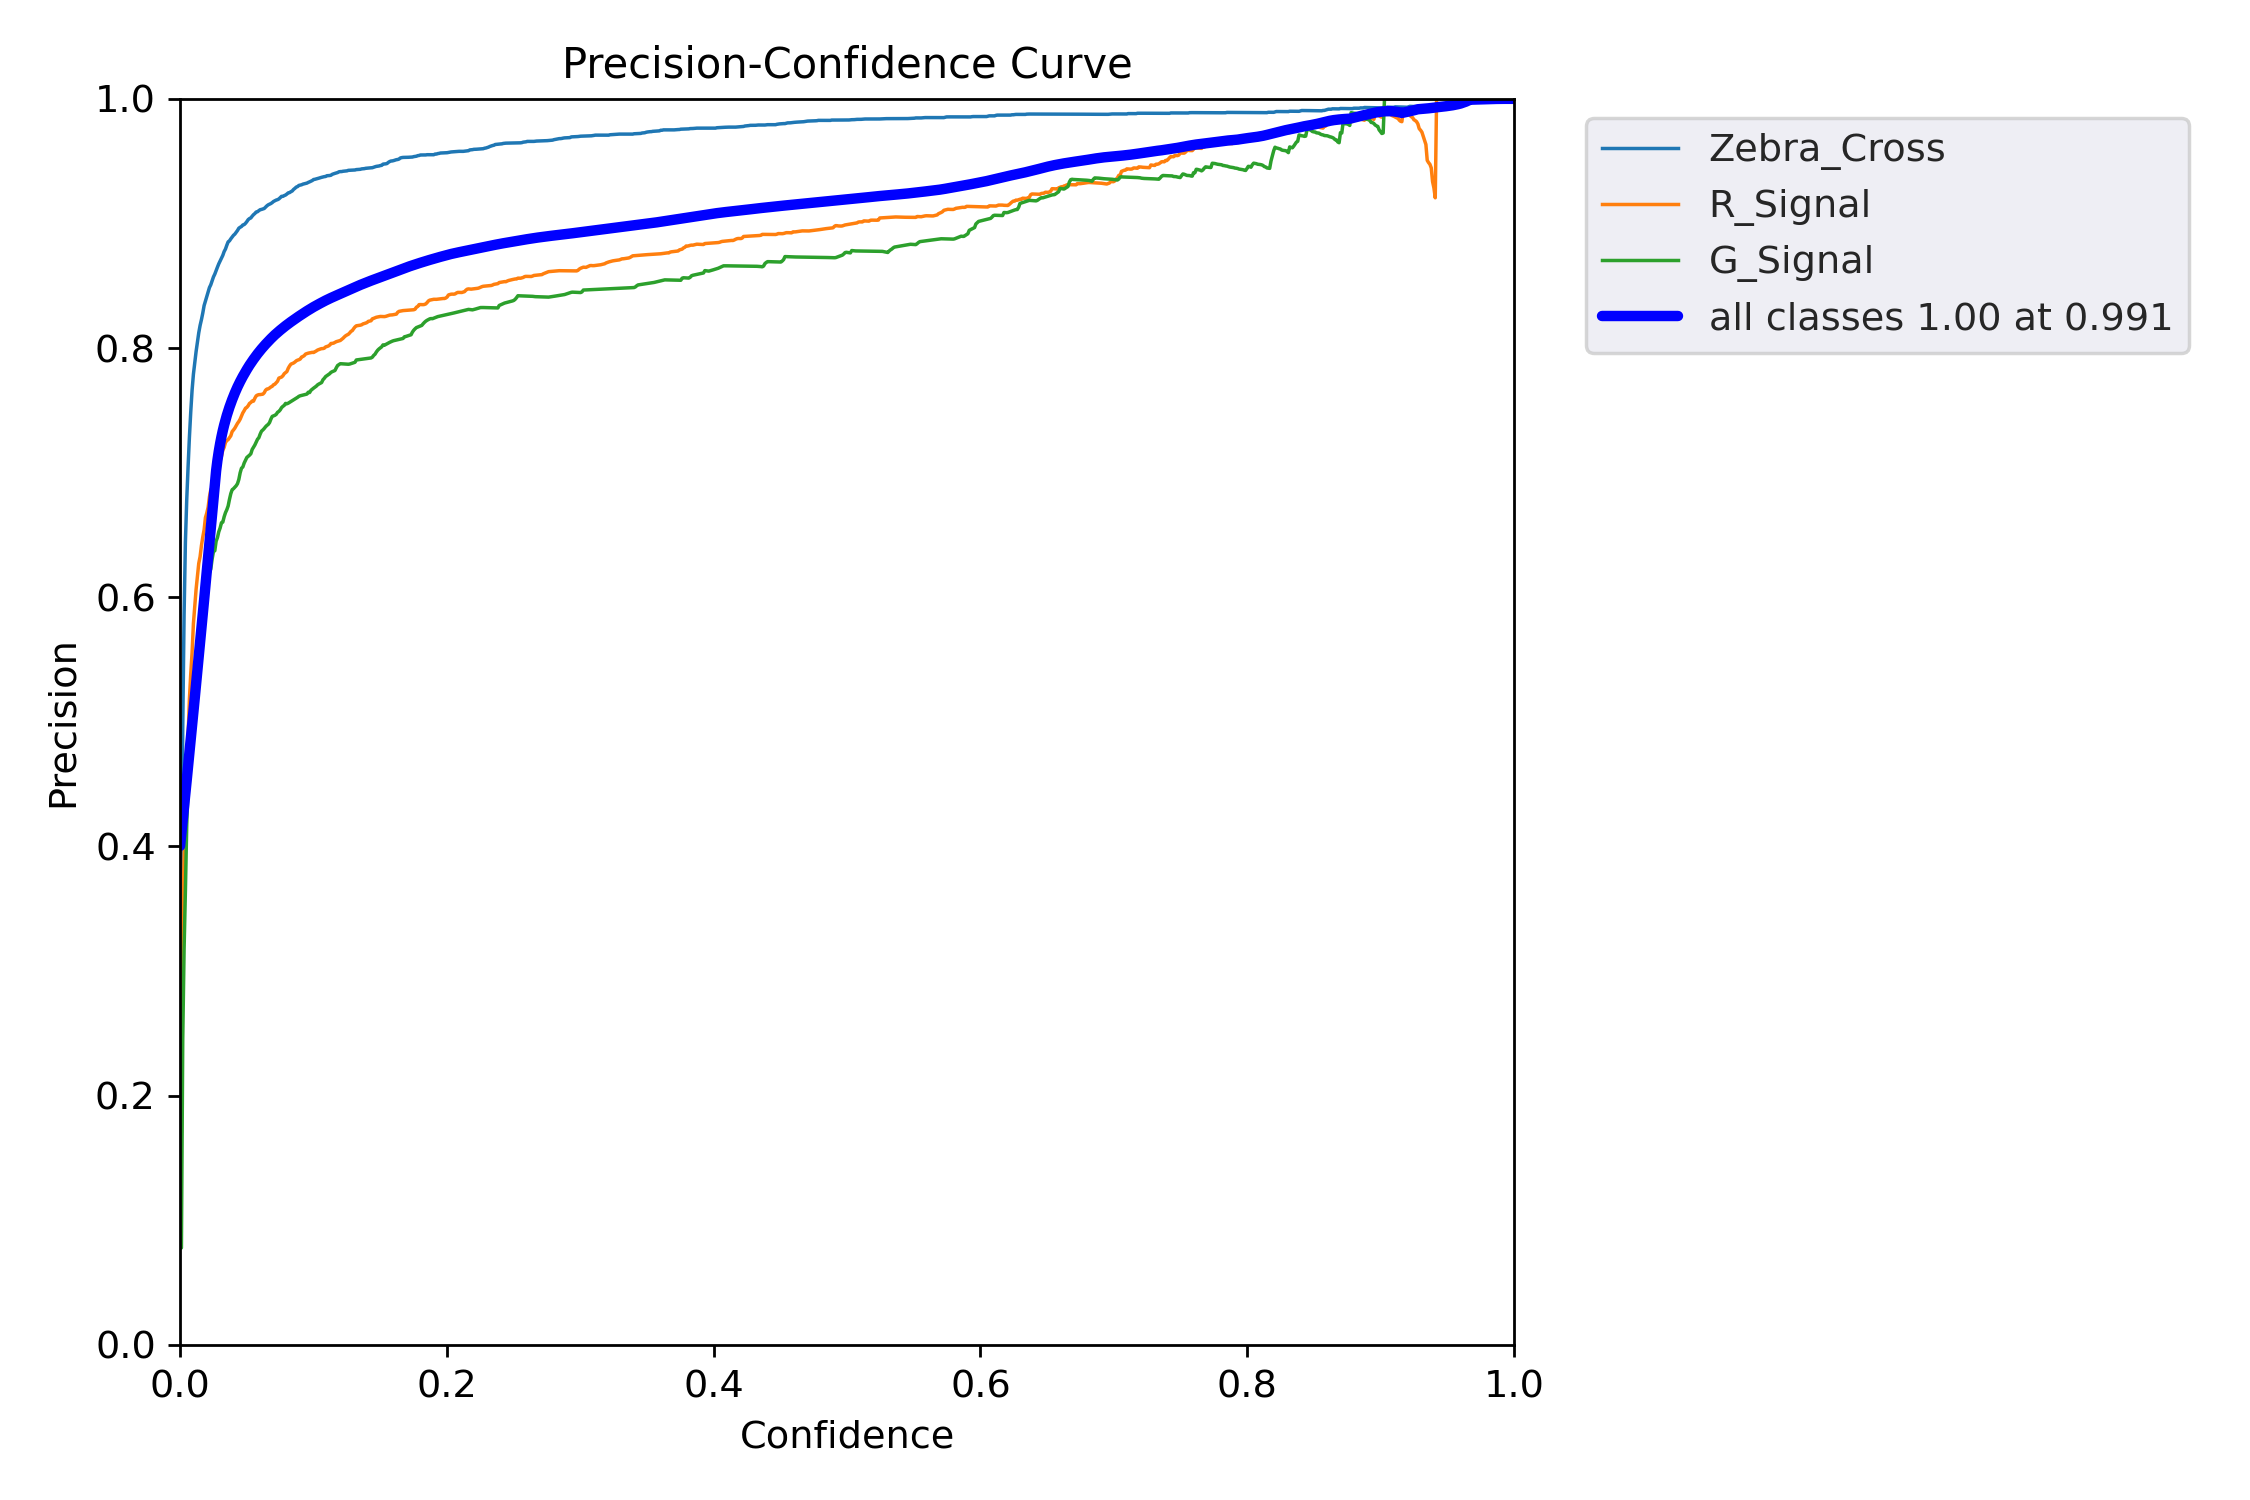 Precision-Confidence Curve
1.0
0.8
0.6
0.4
0.2
0.0
Precision
0.0 0.2 0.4 0.6 0.8 1.0
Confidence
Zebra_Cross
R_Signal
G_Signal
all classes 1.00 at 0.991